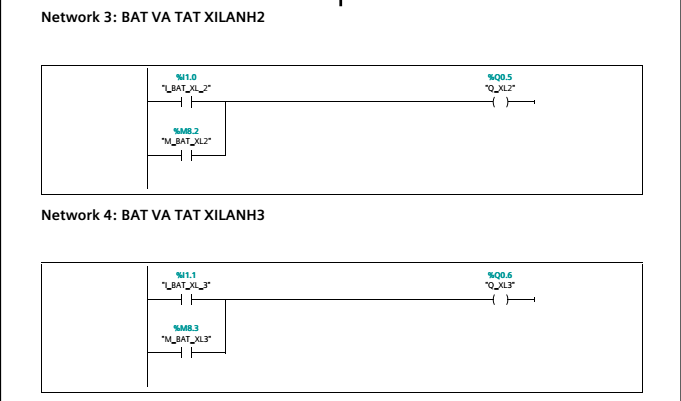 Network 3: BAT VA TAT XILANH2
%I1.0
"I_BAT_XL_2"
%Q0.5
"Q_XL2"
%M8.2
"M_BAT_XL2"
Network 4: BAT VA TAT XILANH3
%I1.1
"I_BAT_XL_3"
%Q0.6
"Q_XL3"
%M8.3
"M_BAT_XL3"